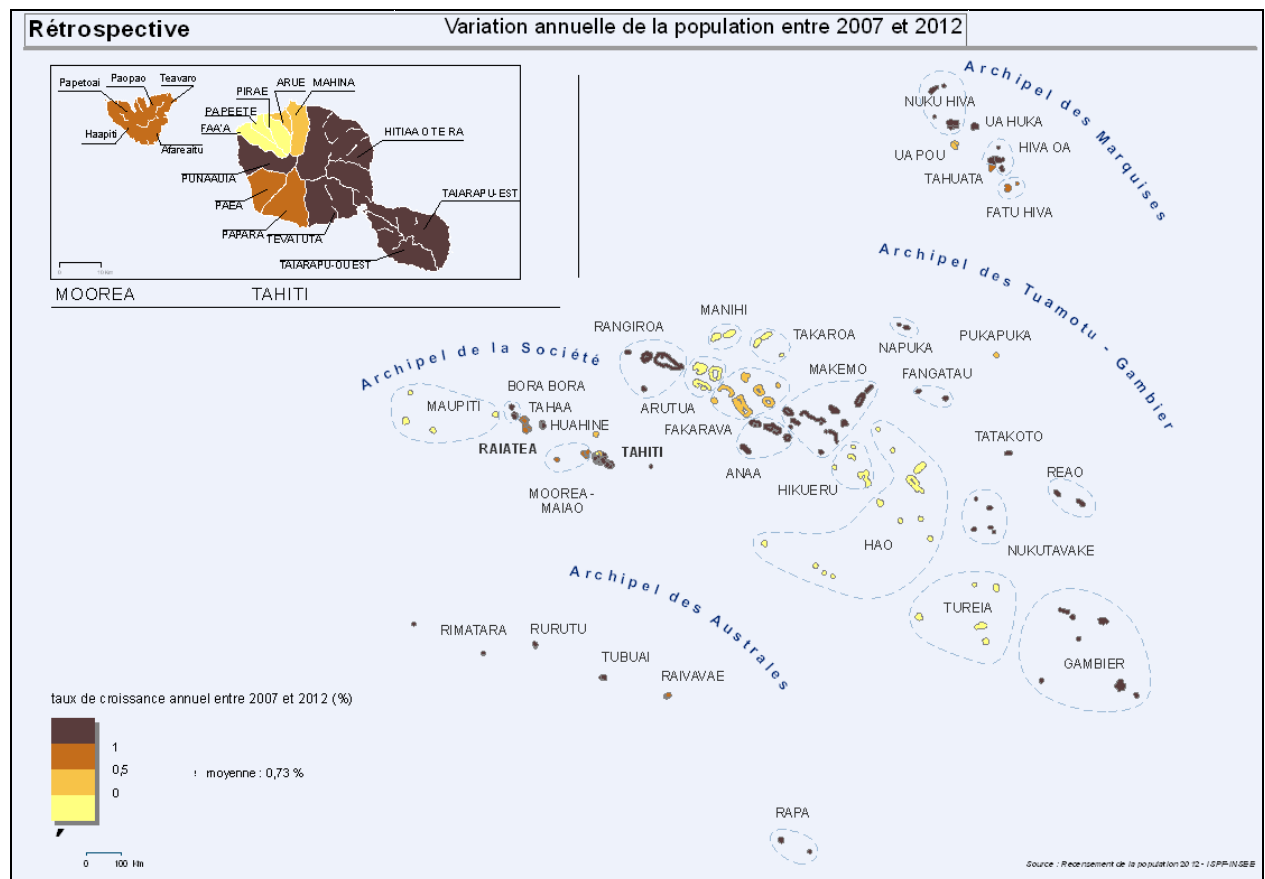 Rétrospective
Variation annuelle de la population entre 2007 et 2012
Papetoai
Paopao
Teavaro
Haapiti
Afareaitu
ARUE
MAHINA
PIRAE
PAPEETE
FAA'A
HITIAA O TE RA
PUNAAUIA
TAIARAPU-EST
PAEA
PAPARA
TEVA I UTA
TAIARAPU-OUEST
0 10 Km
MOOREA
TAHITI
Archipel des Marquises
NUKU HIVA
UA HUKA
UA POU
HIVA OA
TAHUATA
FATU HIVA
Archipel des Tuamotu - Gambier
MANIHI
RANGIROA
TAKAROA
NAPUKA
PUKAPUKA
MAKEMO
FANGATAU
ARUTUA
FAKARAVA
TATAKOTO
ANAA
REAO
HIKUERU
HAO
NUKUTAVAKE
TUREIA
GAMBIER
Archipel de la Société
BORA BORA
MAUPITI
TAHAA
HUAHINE
RAIATEA
TAHITI
MOOREA-
MAIAO
Archipel des Australes
RIMATARA
RURUTU
TUBUAI
RAIVAVAE
RAPA
taux de croissance annuel entre 2007 et 2012 (%)
1
0,5
0
moyenne : 0,73 %
0 100 Km
Source : Recensement de la population 2012 - ISPF-INSEE